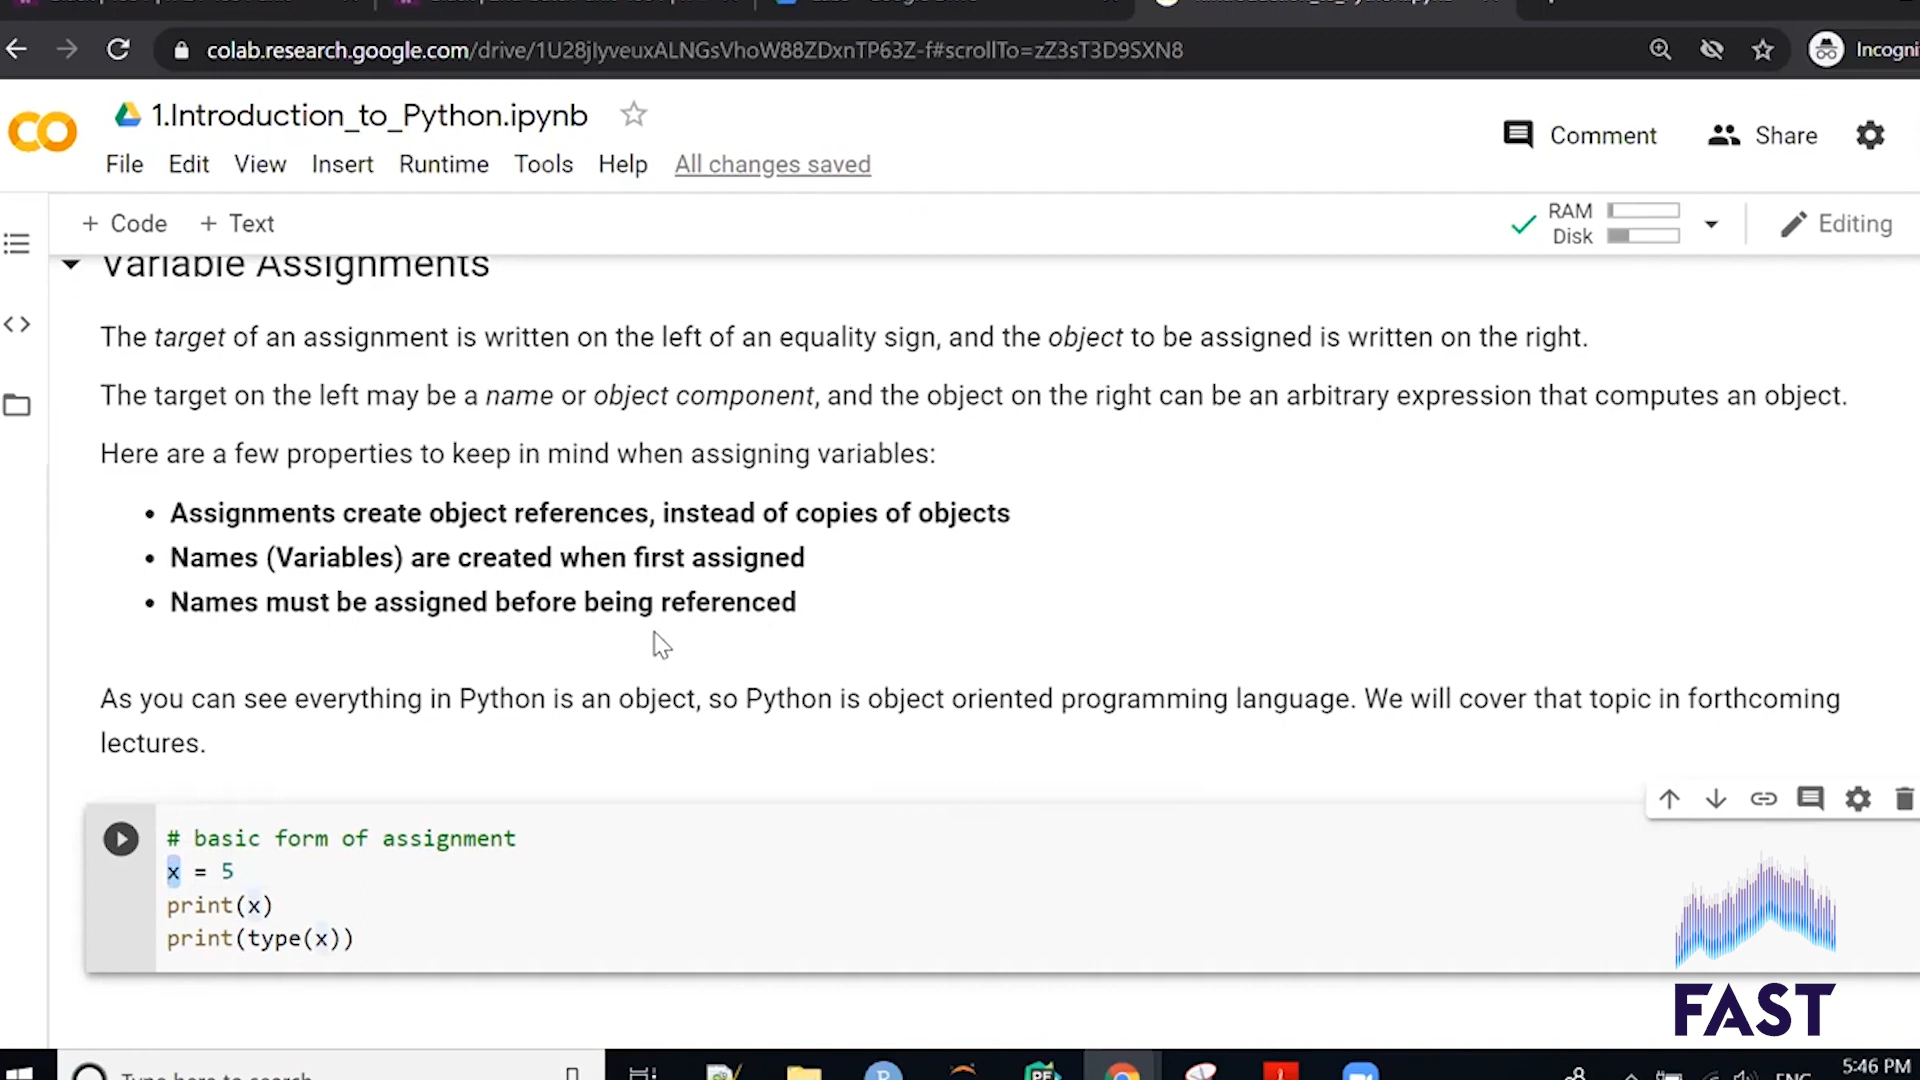 colab.research.google.com/drive/1U28jIyveuxALNGsVhoW88ZDxnTP63Z-f#scrollTo=zZ3sT3D9SXN8
Incogni
1.Introduction_to_Python.ipynb
Comment
Share
File Edit View Insert Runtime Tools Help All changes saved
+ Code + Text
RAM
Disk
Editing
Variable Assignments
The target of an assignment is written on the left of an equality sign, and the object to be assigned is written on the right.
The target on the left may be a name or object component, and the object on the right can be an arbitrary expression that computes an object.
Here are a few properties to keep in mind when assigning variables:
• Assignments create object references, instead of copies of objects
• Names (Variables) are created when first assigned
• Names must be assigned before being referenced
As you can see everything in Python is an object, so Python is object oriented programming language. We will cover that topic in forthcoming
lectures.
# basic form of assignment
x = 5
print(x)
print(type(x))
FAST
Type here to search
5:46 PM
ENG